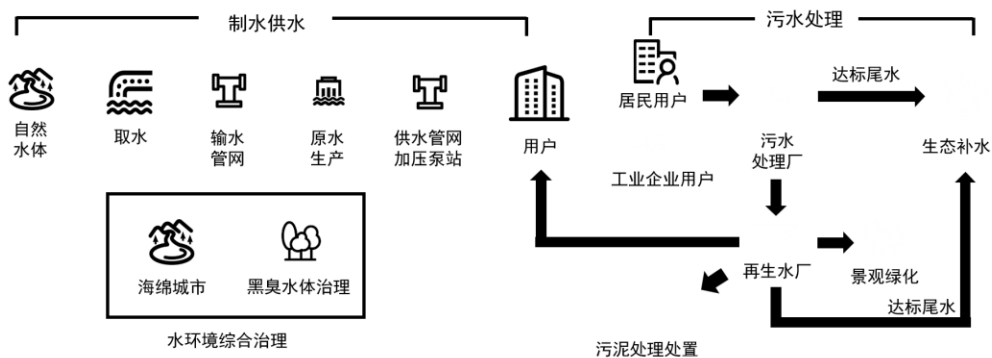 制水供水
自然
水体
取水
输水
管网
原水
生产
供水管网
加压泵站
用户
海绵城市
黑臭水体治理
水环境综合治理
污水处理
居民用户
达标尾水
污水
处理厂
生态补水
工业企业用户
再生水厂
景观绿化
达标尾水
污泥处理处置